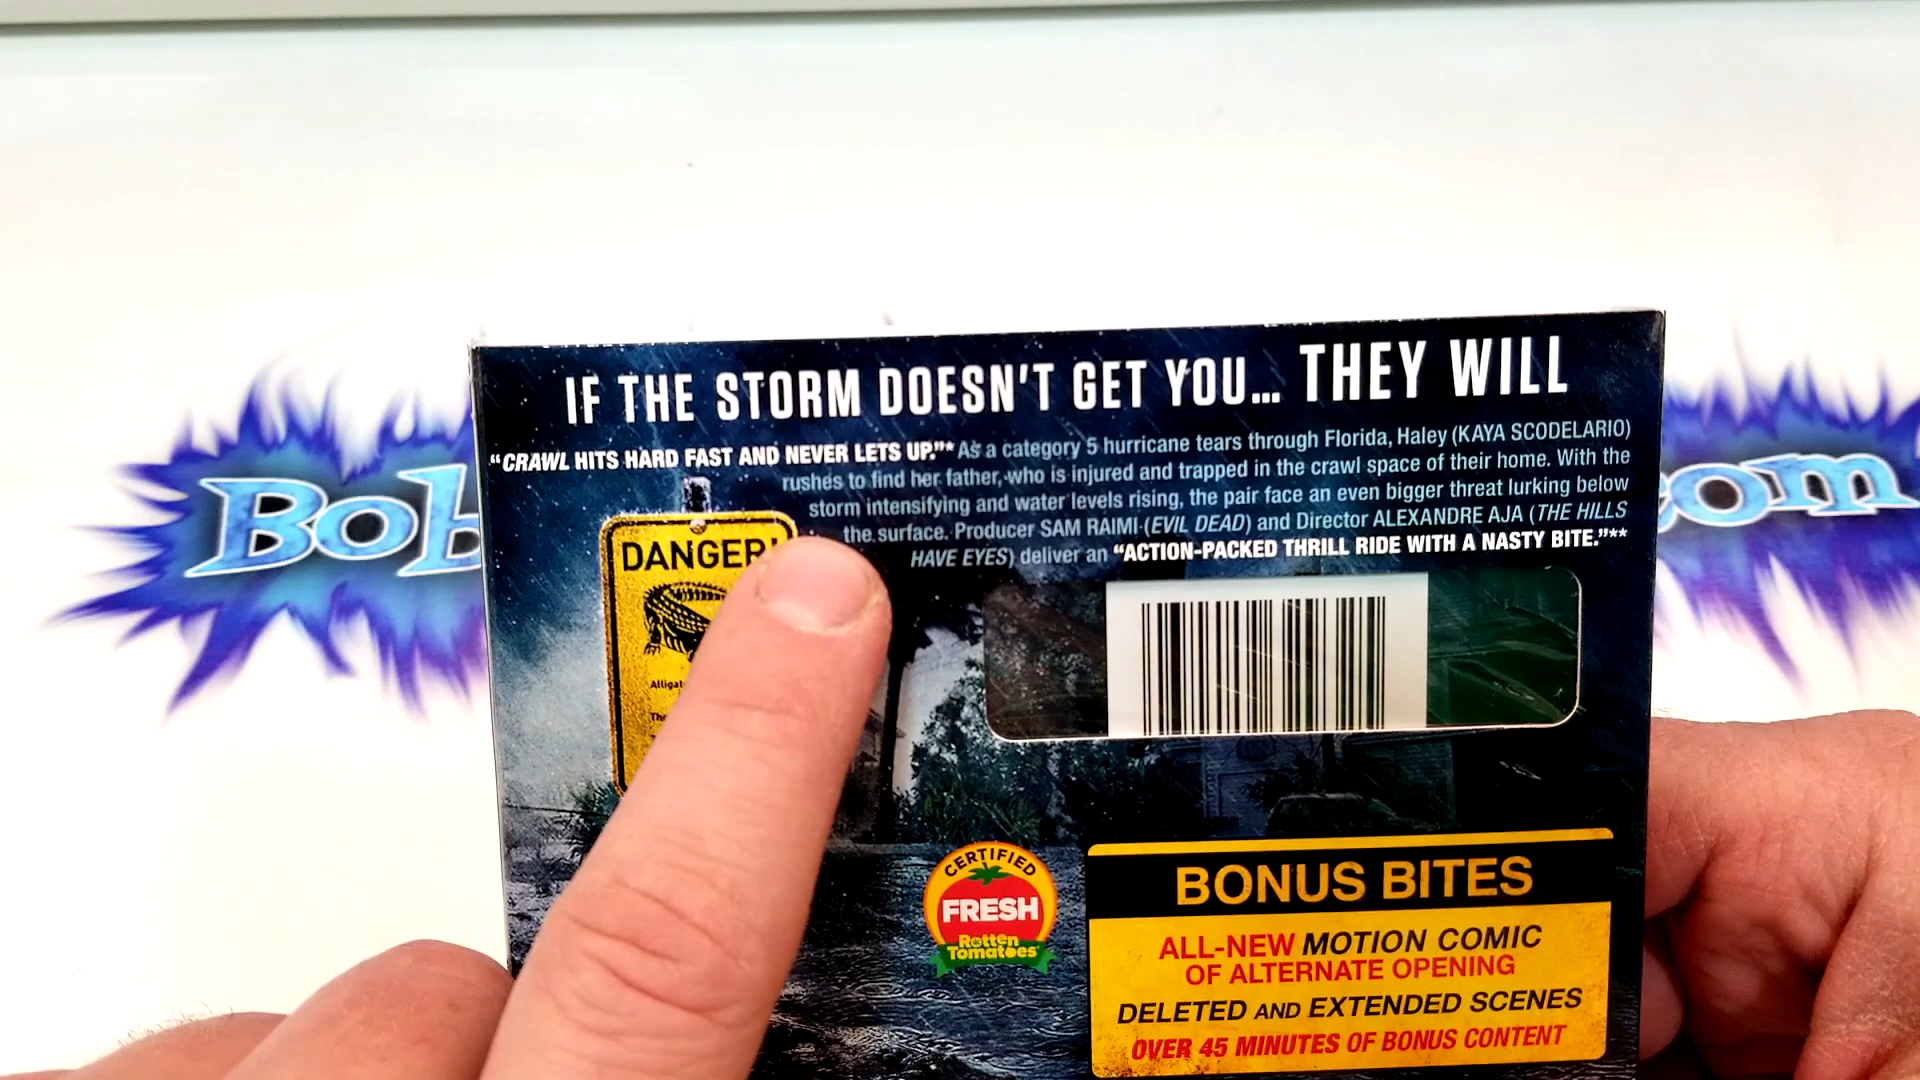 IF THE STORM DOESN'T GET YOU... THEY WILL
"CRAWL HITS HARD FAST AND NEVER LETS UP."* As a category 5 hurricane tears through Florida, Haley (KAYA SCODELARIO)
rushes to find her father, who is injured and trapped in the crawl space of their home. With the
storm intensifying and water levels rising, the pair face an even bigger threat lurking below
the surface. Producer SAM RAIMI (EVIL DEAD) and Director ALEXANDRE AJA (THE HILLS
HAVE EYES) deliver an "ACTION-PACKED THRILL RIDE WITH A NASTY BITE."**
Bob
om
DANGER!
CERTIFIED
FRESH
Rotten
Tomatoes
BONUS BITES
ALL-NEW MOTION COMIC
OF ALTERNATE OPENING
DELETED AND EXTENDED SCENES
OVER 45 MINUTES OF BONUS CONTENT